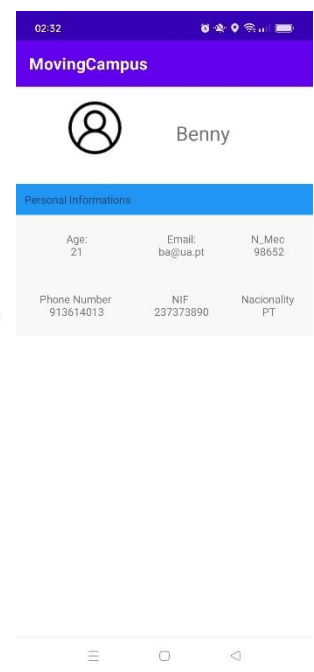 02:32
MovingCampus
Benny
Personal Informations
Age: Email: N_Mec
21 ba@ua.pt 98652
Phone Number NIF Nacionality
913614013 237373890 PT